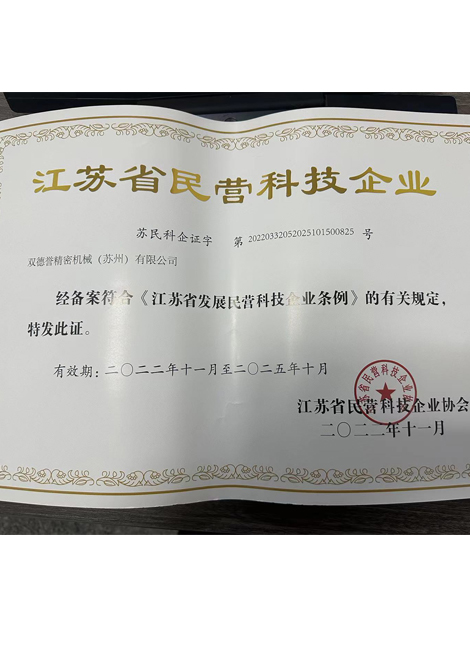 江苏省民营科技企业
苏民科企证字 第 20220332052025101500825 号
双德誉精密机械（苏州）有限公司
经备案符合《江苏省发展民营科技企业条例》的有关规定，
特发此证。
有效期：二〇二二年十一月至二〇二五年十月
江苏省民营科技企业协会
二〇二二年十一月